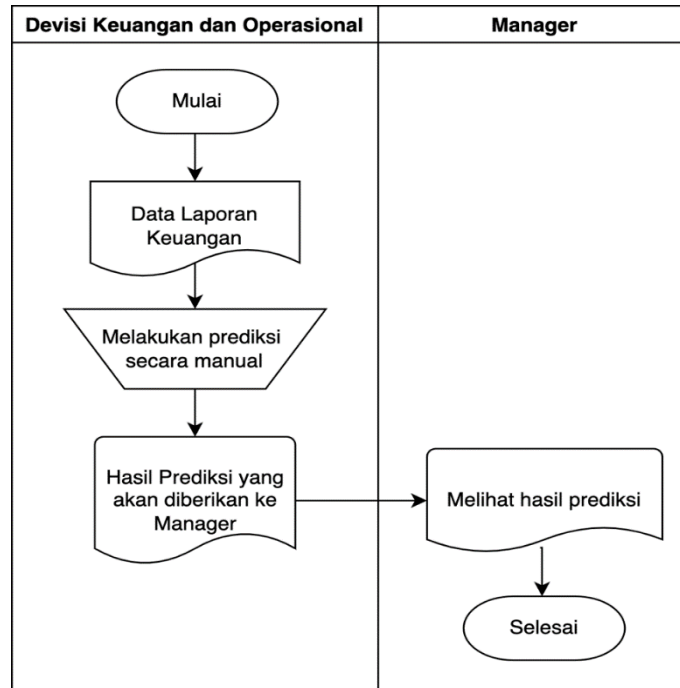 Devisi Keuangan dan Operasional
Manager
Mulai
Data Laporan
Keuangan
Melakukan prediksi
secara manual
Hasil Prediksi yang
akan diberikan ke
Manager
Melihat hasil prediksi
Selesai